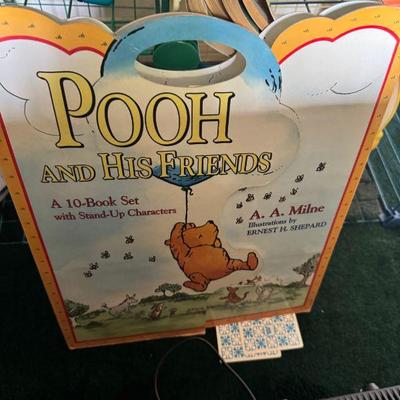 POOH
AND HIS FRIENDS
A 10-Book Set
with Stand-Up Characters
A. A. Milne
Illustrations by
ERNEST H. SHEPARD